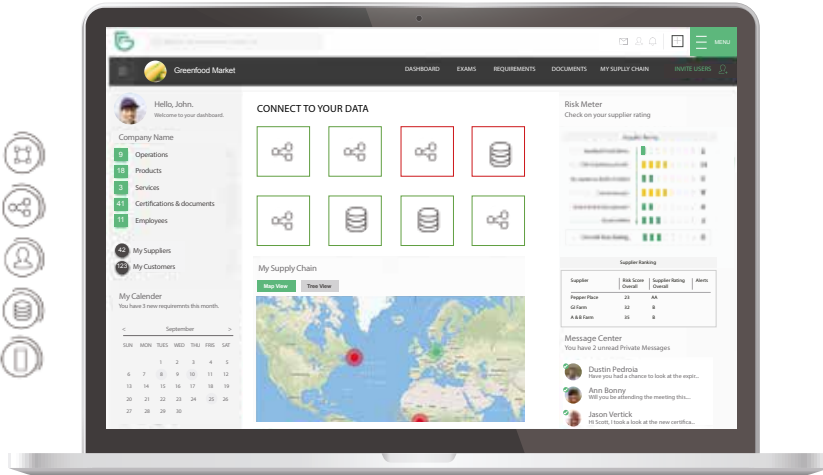 MENU
Greenfood Market
DASHBOARD
EXAMS
REQUIREMENTS
DOCUMENTS
MY SUPLLY CHAIN
INVITE USERS
Hello, John.
Welcome to your dashboard.
Company Name
9 Operations
18 Products
3 Services
41 Certifications & documents
11 Employees
42 My Suppliers
123 My Customers
My Calender
You have 3 new requiremnts this month.
< September >
SUN MON TUES WED THU FRIS SAT
1 2 3 4 5
6 7 8 9 10 11 12
13 14 15 16 17 18 19
20 21 22 23 24 25 26
27 28 29 30
CONNECT TO YOUR DATA
My Supply Chain
Map View Tree View
Risk Meter
Check on your supplier rating
Supplier Rating
Supplier Ranking
Supplier Risk Score Supplier Rating Alerts
Overall Overall
Pepper Place 23 AA
GI Farm 32 B
A & B Farm 35 B
Message Center
You have 2 unread Private Messages
Dustin Pedroia
Have you had a chance to look at the expir...
Ann Bonny
Will you be attending the meeting this...
Jason Vertick
Hi Scott, I took a look at the new certifica...